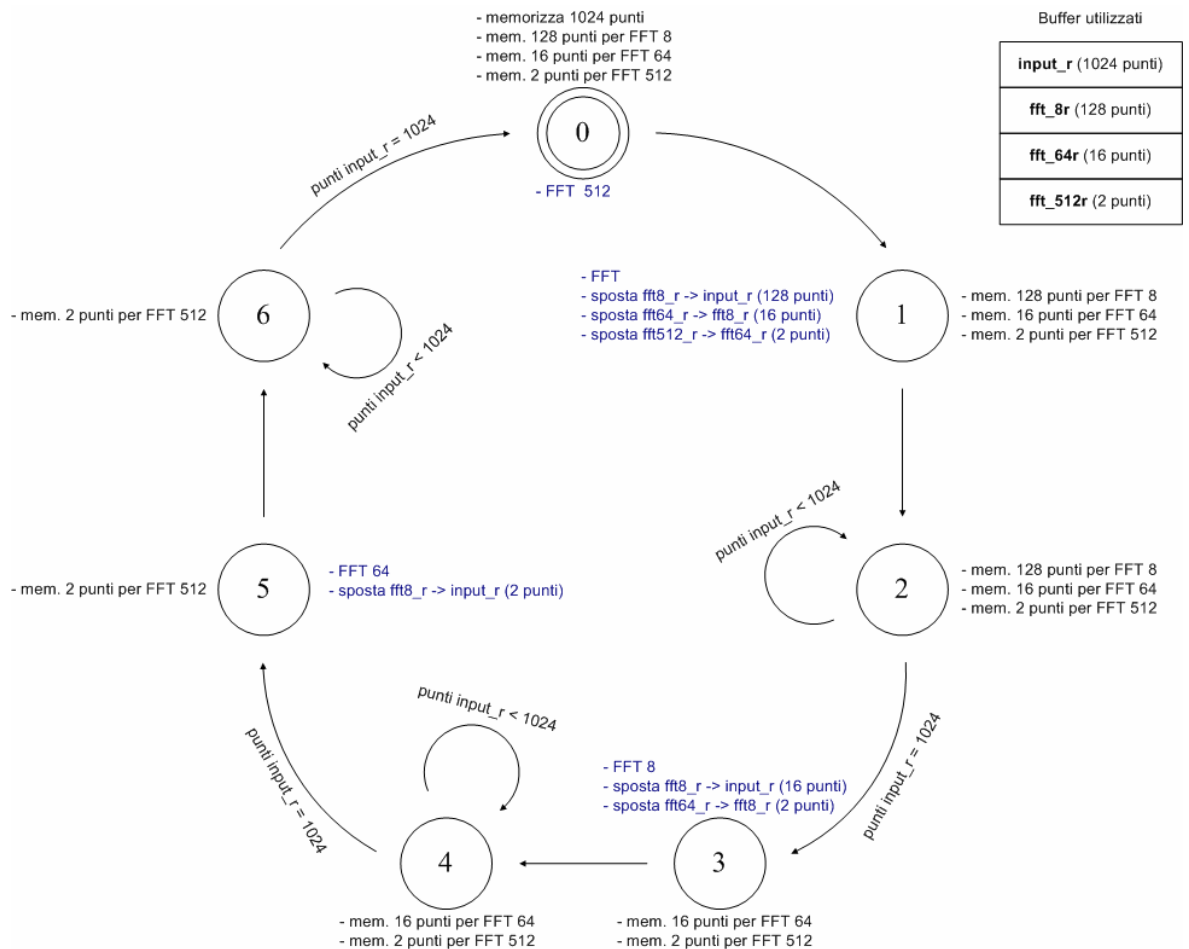 - memorizza 1024 punti
- mem. 128 punti per FFT 8
- mem. 16 punti per FFT 64
- mem. 2 punti per FFT 512
0
- FFT 512
Buffer utilizzati
input_r (1024 punti)
fft_8r (128 punti)
fft_64r (16 punti)
fft_512r (2 punti)
punti input_r = 1024
- FFT
- sposta fft8_r -> input_r (128 punti)
- sposta fft64_r -> fft8_r (16 punti)
- sposta fft512_r -> fft64_r (2 punti)
1
- mem. 128 punti per FFT 8
- mem. 16 punti per FFT 64
- mem. 2 punti per FFT 512
- mem. 2 punti per FFT 512
6
punti input_r < 1024
punti input_r < 1024
2
- mem. 128 punti per FFT 8
- mem. 16 punti per FFT 64
- mem. 2 punti per FFT 512
- mem. 2 punti per FFT 512
5
- FFT 64
- sposta fft8_r -> input_r (2 punti)
punti input_r = 1024
punti input_r < 1024
punti input_r = 1024
- FFT 8
- sposta fft8_r -> input_r (16 punti)
- sposta fft64_r -> fft8_r (2 punti)
4
- mem. 16 punti per FFT 64
- mem. 2 punti per FFT 512
3
- mem. 16 punti per FFT 64
- mem. 2 punti per FFT 512